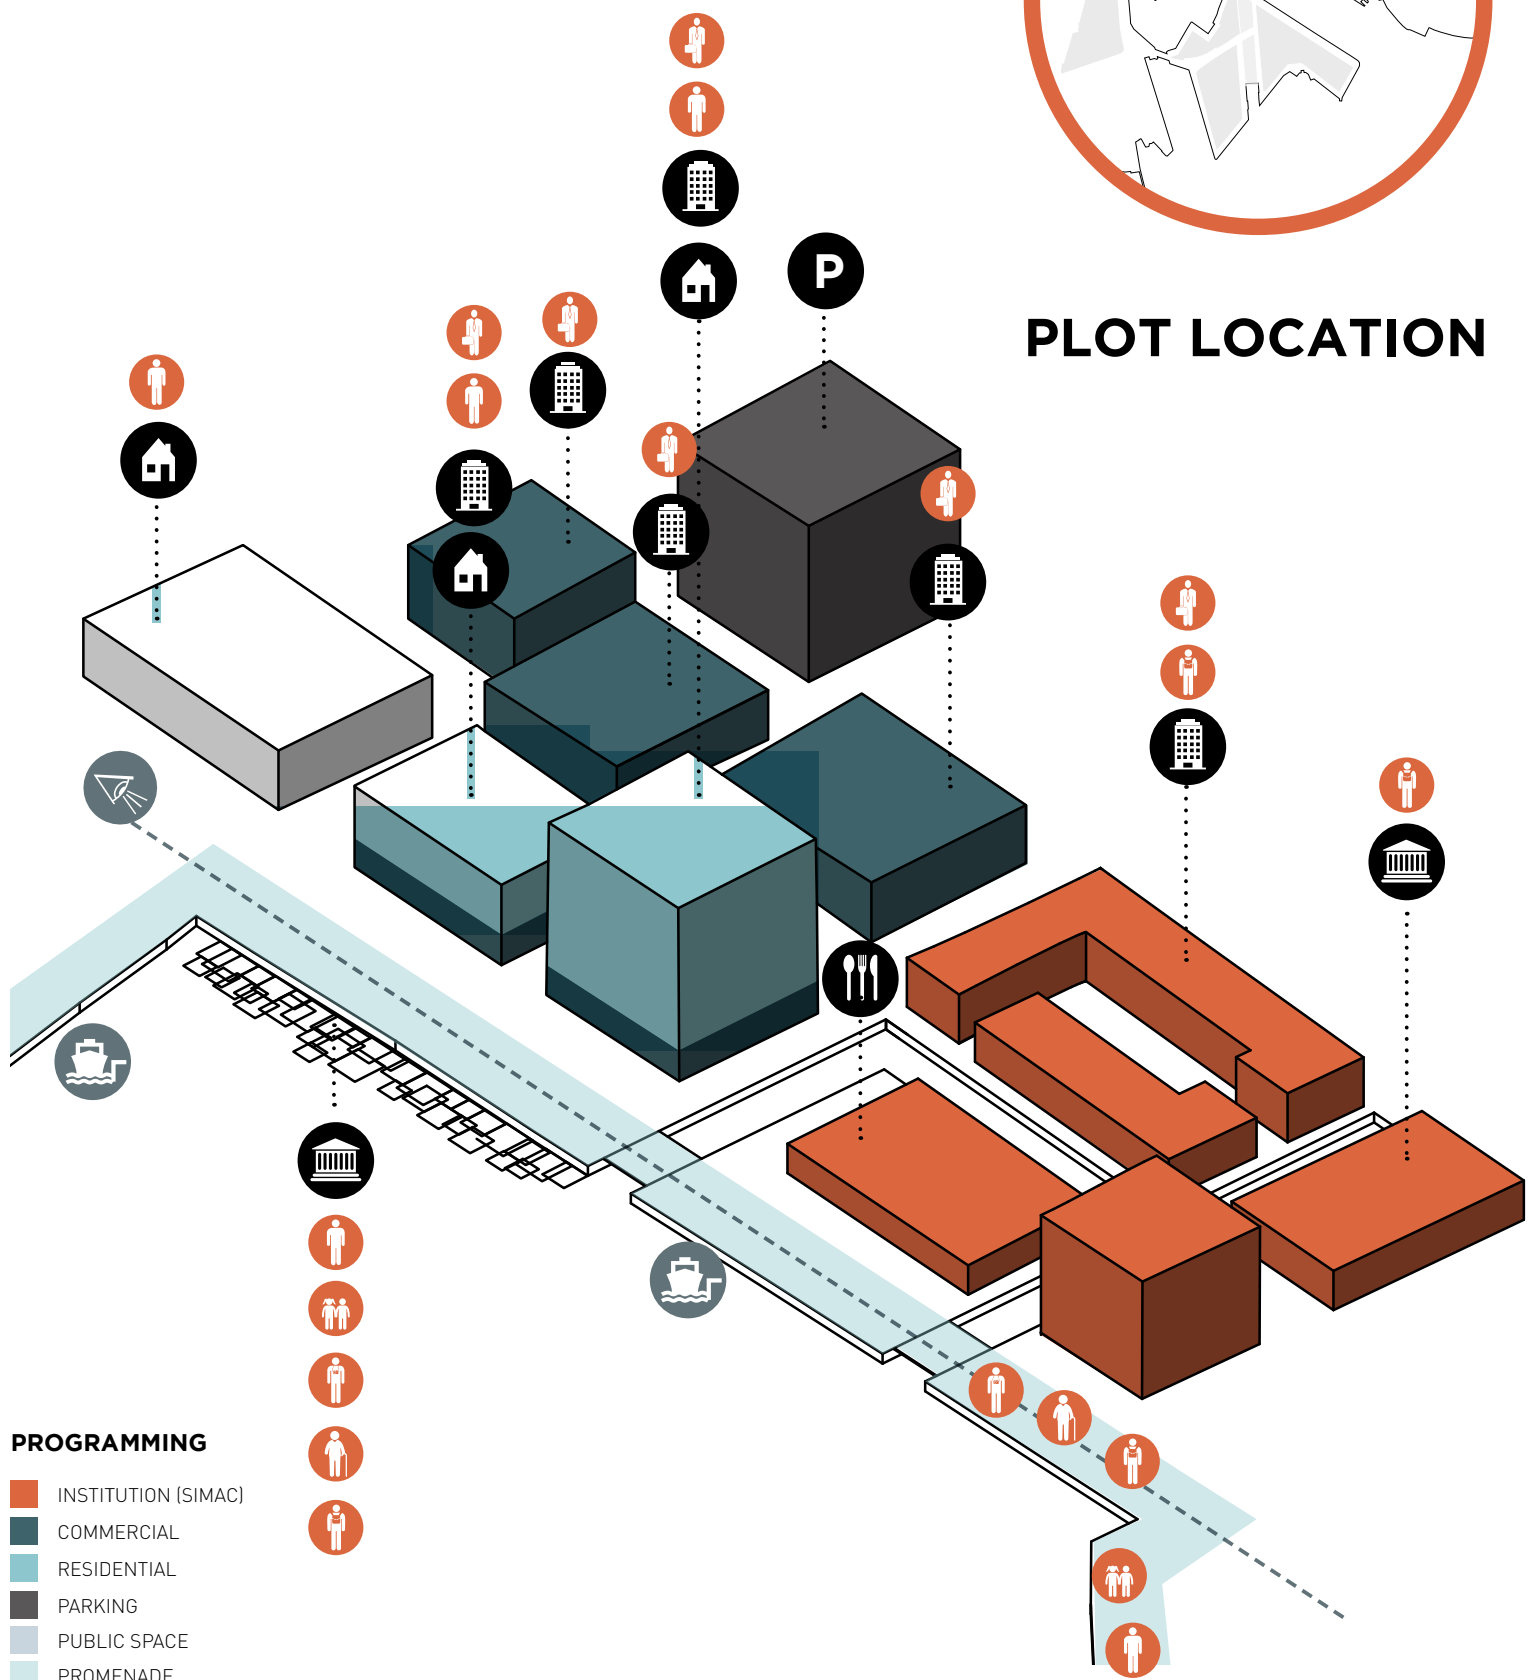 P
PLOT LOCATION
PROGRAMMING
INSTITUTION (SIMAC)
COMMERCIAL
RESIDENTIAL
PARKING
PUBLIC SPACE
PROMENADE